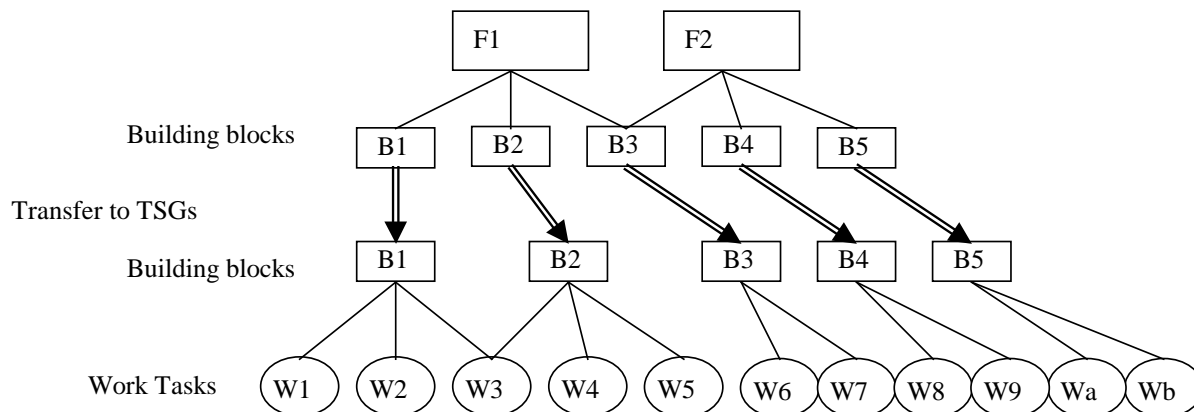 F1 F2
Building blocks B1 B2 B3 B4 B5
Transfer to TSGs
Building blocks B1 B2 B3 B4 B5
Work Tasks W1 W2 W3 W4 W5 W6 W7 W8 W9 Wa Wb